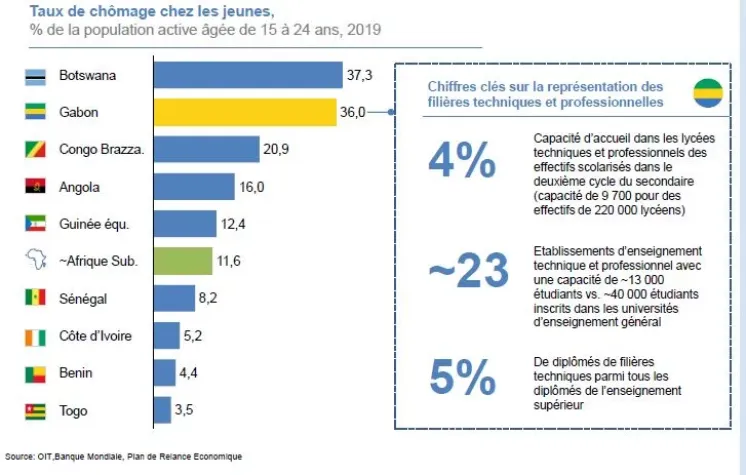 Taux de chômage chez les jeunes,
% de la population active âgée de 15 à 24 ans, 2019
Botswana 37,3
Gabon 36,0
Congo Brazza. 20,9
Angola 16,0
Guinée équ. 12,4
~Afrique Sub. 11,6
Sénégal 8,2
Côte d'Ivoire 5,2
Benin 4,4
Togo 3,5
Chiffres clés sur la représentation des
filières techniques et professionnelles
4%
Capacité d'accueil dans les lycées
techniques et professionnels des
effectifs scolarisés dans le
deuxième cycle du secondaire
(capacité de 9 700 pour des
effectifs de 220 000 lycéens)
~23
Etablissements d'enseignement
technique et professionnel avec
une capacité de ~13 000
étudiants vs. ~40 000 étudiants
inscrits dans les universités
d'enseignement général
5%
De diplômés de filières
techniques parmi tous les
diplômés de l'enseignement
supérieur
Source: OIT,Banque Mondiale, Plan de Relance Economique